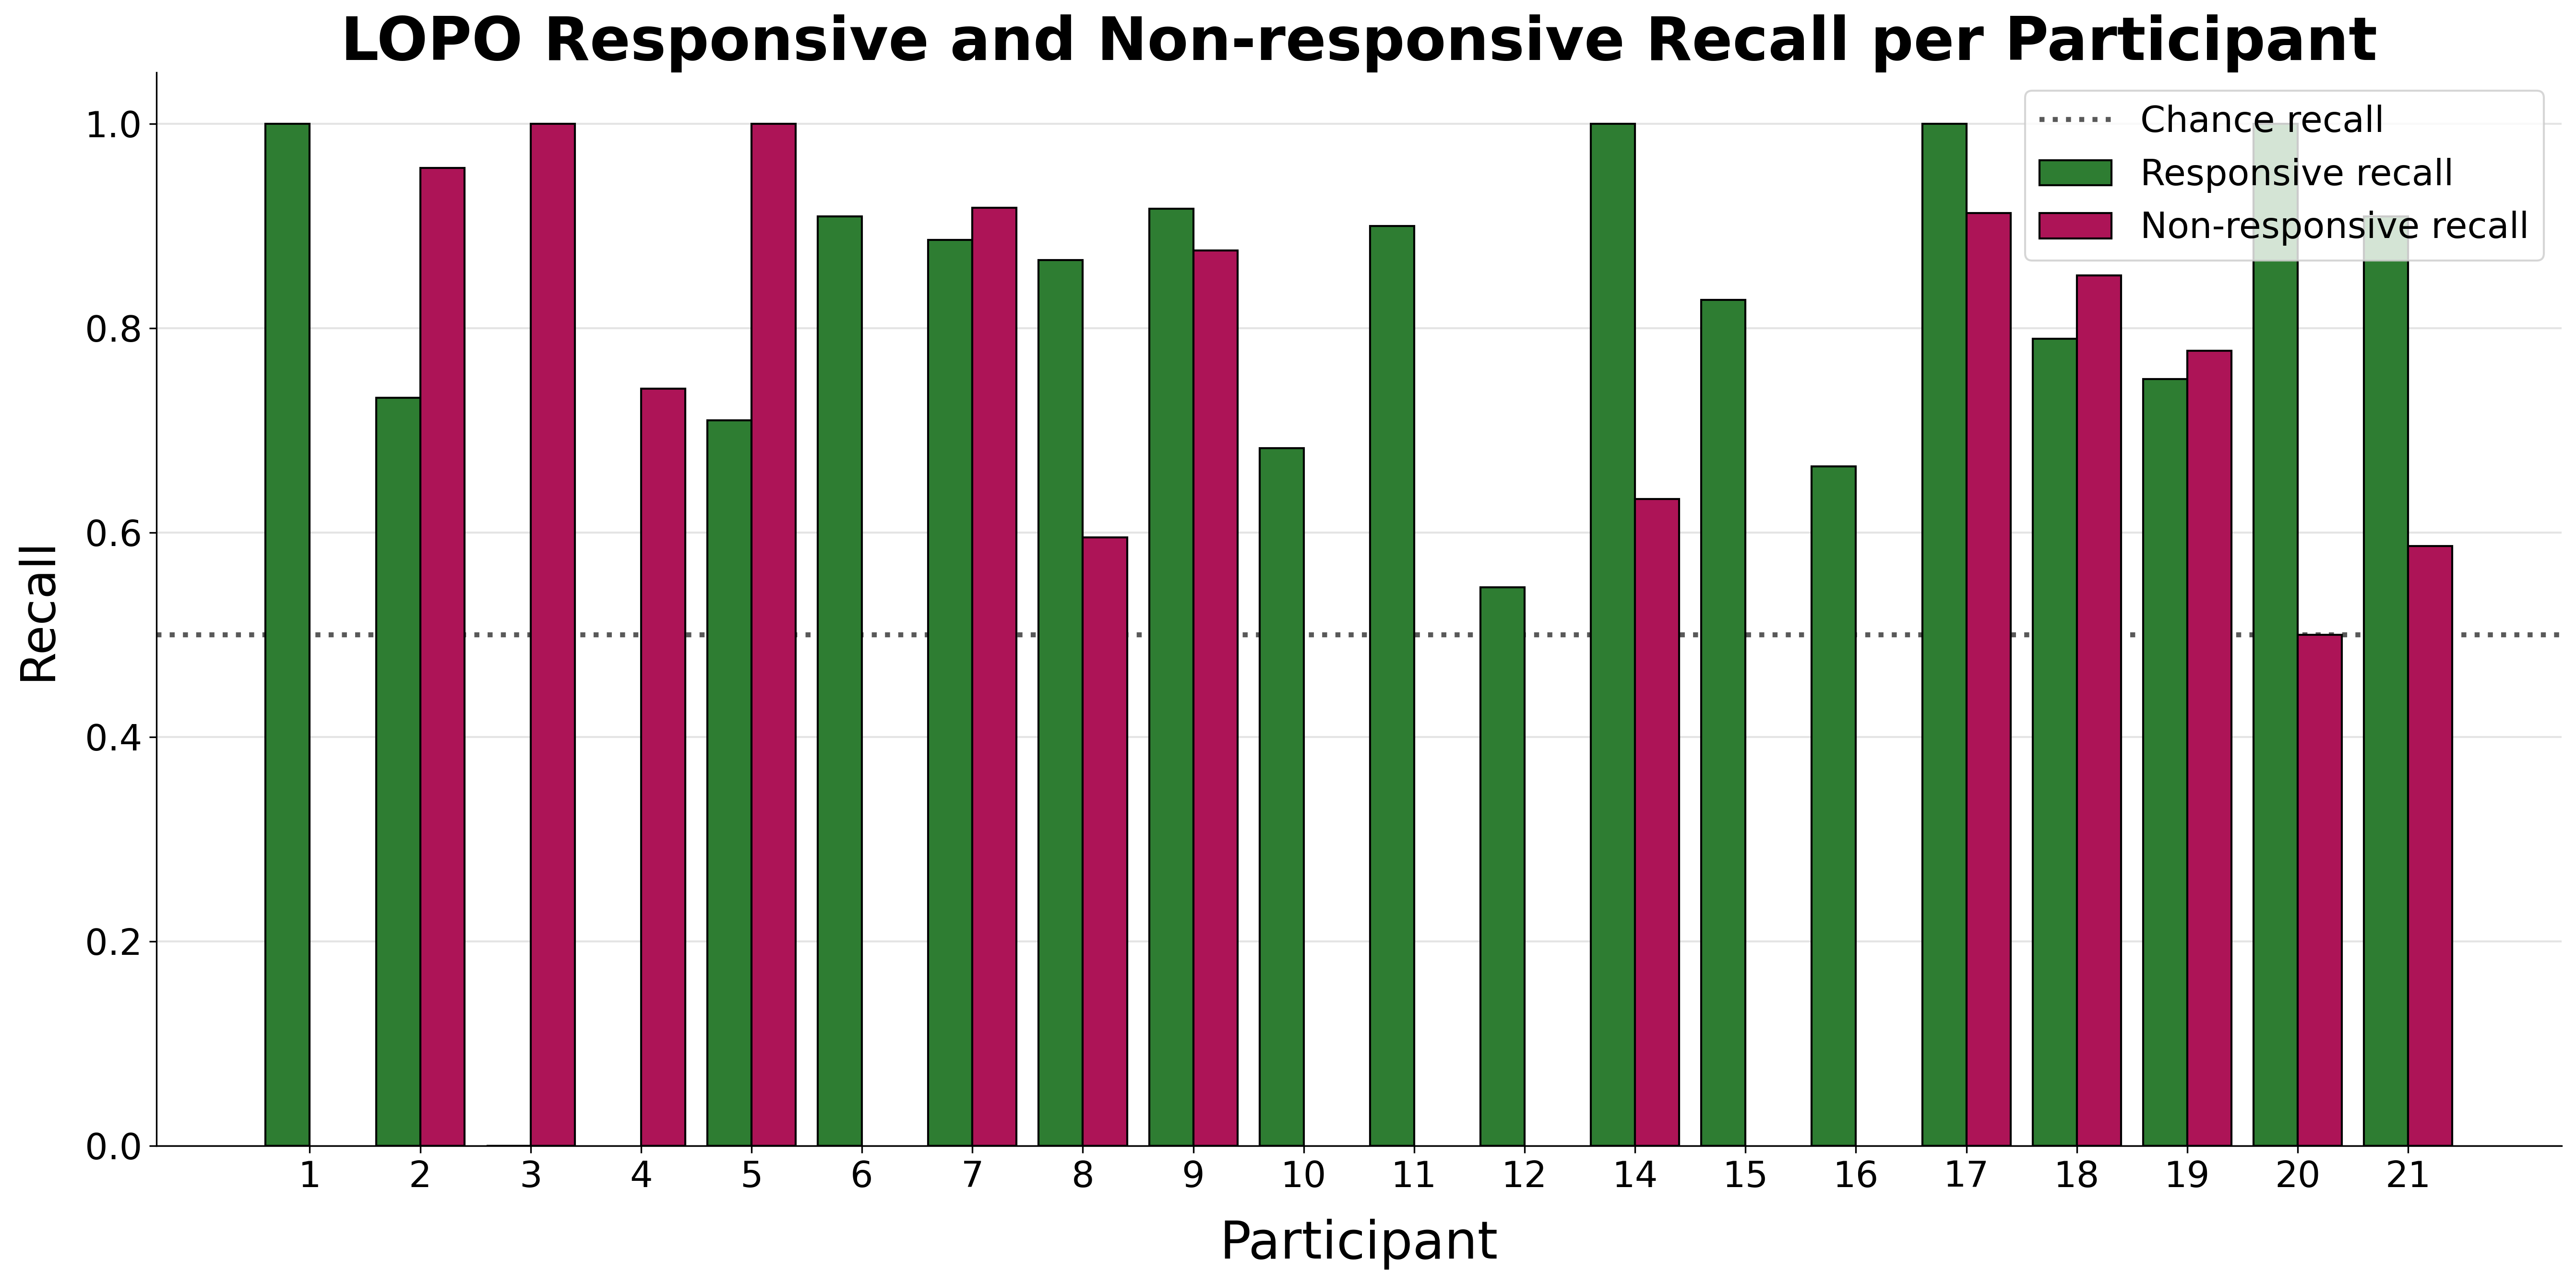 LOPO Responsive and Non-responsive Recall per Participant
Chance recall
Responsive recall
Non-responsive recall
1.0
0.8
0.6
0.4
0.2
0.0
Recall
1 2 3 4 5 6 7 8 9 10 11 12 14 15 16 17 18 19 20 21
Participant